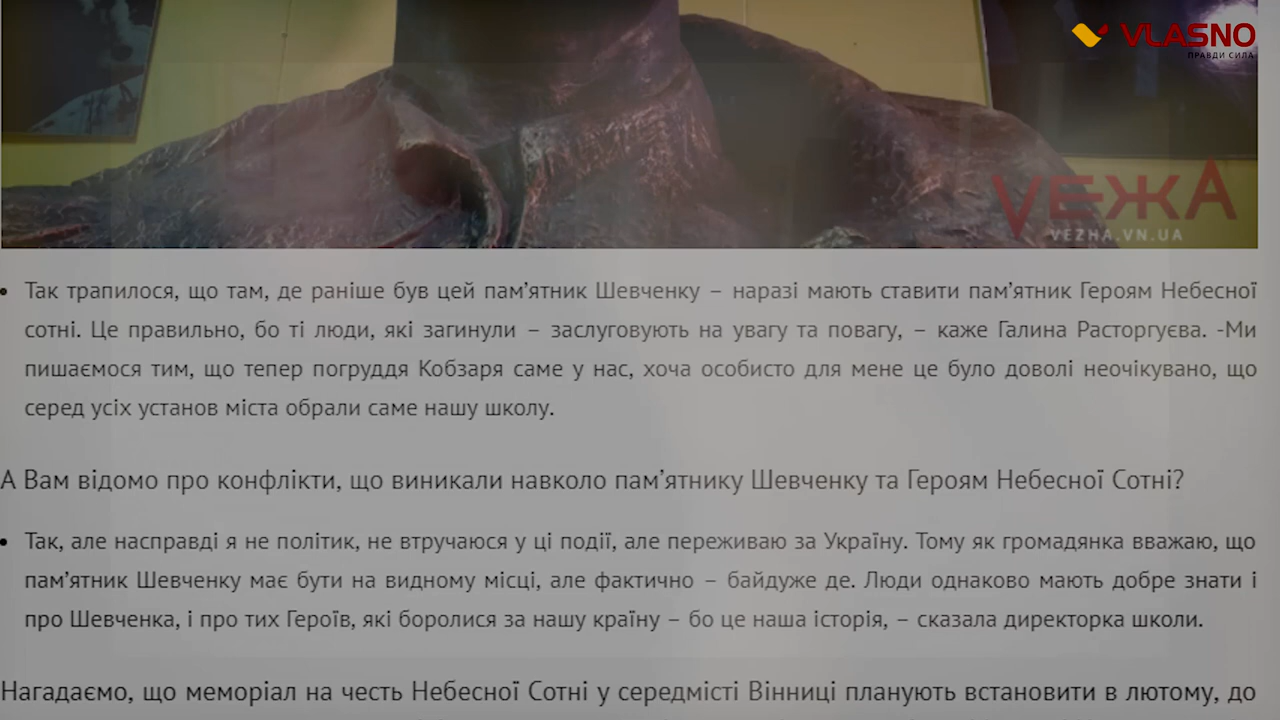 VLASNO
ПРАВДИ СИЛА
VЕЖА
VEZHA.VN.UA
Так трапилося, що там, де раніше був цей пам’ятник Шевченку – наразі мають ставити пам’ятник Героям Небесної
сотні. Це правильно, бо ті люди, які загинули – заслуговують на увагу та повагу, – каже Галина Расторгуєва. -Ми
пишаємося тим, що тепер погруддя Кобзаря саме у нас, хоча особисто для мене це було доволі неочікувано, що
серед усіх установ міста обрали саме нашу школу.
А Вам відомо про конфлікти, що виникали навколо пам’ятнику Шевченку та Героям Небесної Сотні?
Так, але насправді я не політик, не втручаюся у ці події, але переживаю за Україну. Тому як громадянка вважаю, що
пам’ятник Шевченку має бути на видному місці, але фактично – байдуже де. Люди однаково мають добре знати і
про Шевченка, і про тих Героїв, які боролися за нашу країну – бо це наша історія, – сказала директорка школи.
Нагадаємо, що меморіал на честь Небесної Сотні у середмісті Вінниці планують встановити в лютому, до